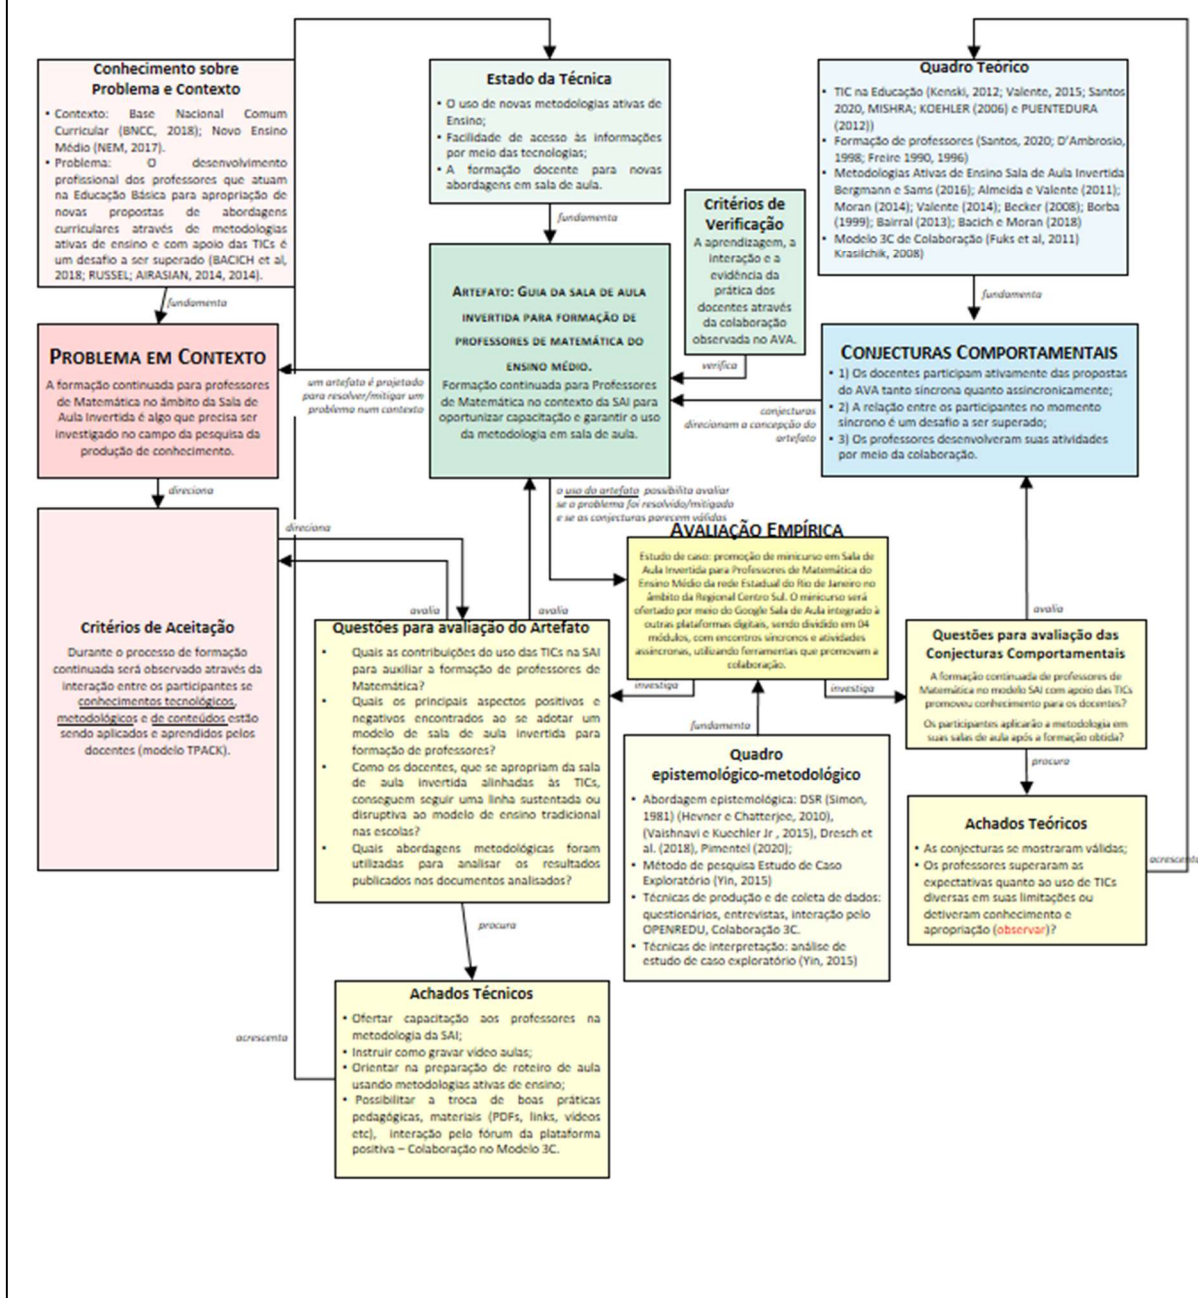 Conhecimento sobre
Problema e Contexto
• Contexto: Base Nacional Comum
Curricular (BNCC, 2018); Novo Ensino
Médio (NEM, 2017).
• Problema: O desenvolvimento
profissional dos professores que atuam
na Educação Básica para apropriação de
novas propostas de abordagens
curriculares através de metodologias
ativas de ensino e com apoio das TICs é
um desafio a ser superado (BACICH et al,
2018; RUSSEL; AIRASIAN, 2014, 2014).
fundamenta
PROBLEMA EM CONTEXTO
A formação continuada para professores
de Matemática no âmbito da Sala de
Aula Invertida é algo que precisa ser
investigado no campo da pesquisa da
produção de conhecimento.
direciona
Critérios de Aceitação
Durante o processo de formação
continuada será observado através da
interação entre os participantes se
conhecimentos tecnológicos,
metodológicos e de conteúdos estão
sendo aplicados e aprendidos pelos
docentes (modelo TPACK).
Estado da Técnica
• O uso de novas metodologias ativas de
Ensino;
• Facilidade de acesso às informações
por meio das tecnologias;
• A formação docente para novas
abordagens em sala de aula.
fundamenta
ARTEFATO: GUIA DA SALA DE AULA
INVERTIDA PARA FORMAÇÃO DE
PROFESSORES DE MATEMÁTICA DO
ENSINO MÉDIO.
Formação continuada para Professores
de Matemática no contexto da SAI para
oportunizar capacitação e garantir o uso
da metodologia em sala de aula.
um artefato é projetado
para resolver/mitigar um
problema num contexto
Critérios de
Verificação
A aprendizagem, a
interação e a
evidência da
prática dos
docentes através
da colaboração
observada no AVA.
verifica
Quadro Teórico
• TIC na Educação (Kenski, 2012; Valente, 2015; Santos
2020, MISHRA; KOEHLER (2006) e PUENTEDURA
(2012))
• Formação de professores (Santos, 2020; D'Ambrosio,
1998; Freire 1990, 1996)
• Metodologias Ativas de Ensino Sala de Aula Invertida
Bergmann e Sams (2016); Almeida e Valente (2011);
Moran (2014); Valente (2014); Becker (2008); Borba
(1999); Bairral (2013); Bacich e Moran (2018)
• Modelo 3C de Colaboração (Fuks et al, 2011)
Krasilchik, 2008)
fundamenta
CONJECTURAS COMPORTAMENTAIS
• 1) Os docentes participam ativamente das propostas
do AVA tanto síncrona quanto assincronicamente;
• 2) A relação entre os participantes no momento
síncrono é um desafio a ser superado;
• 3) Os professores desenvolveram suas atividades
por meio da colaboração.
conjecturas
direcionam a concepção do
artefato
o uso do artefato possibilita avaliar
se o problema foi resolvido/mitigado
e se as conjecturas parecem válidas
AVALIAÇÃO EMPÍRICA
Estudo de caso: promoção de minicurso em Sala de
Aula Invertida para Professores de Matemática do
Ensino Médio da rede Estadual do Rio de Janeiro no
âmbito da Regional Centro Sul. O minicurso será
ofertado por meio do Google Sala de Aula integrado à
outras plataformas digitais, sendo dividido em 04
módulos, com encontros síncronos e atividades
assíncronas, utilizando ferramentas que promovam a
colaboração.
direciona
avalia
avalia
avalia
Questões para avaliação do Artefato
• Quais as contribuições do uso das TICs na SAI
para auxiliar a formação de professores de
Matemática?
• Quais os principais aspectos positivos e
negativos encontrados ao se adotar um
modelo de sala de aula invertida para
formação de professores?
• Como os docentes, que se apropriam da sala
de aula invertida alinhadas às TICs,
conseguem seguir uma linha sustentada ou
disruptiva ao modelo de ensino tradicional
nas escolas?
• Quais abordagens metodológicas foram
utilizadas para analisar os resultados
publicados nos documentos analisados?
investiga
investiga
fundamenta
Quadro
epistemológico-metodológico
• Abordagem epistemológica: DSR (Simon,
1981) (Hevner e Chatterjee, 2010),
(Vaishnavi e Kuechler Jr , 2015), Dresch et
al. (2018), Pimentel (2020);
• Método de pesquisa Estudo de Caso
Exploratório (Yin, 2015)
• Técnicas de produção e de coleta de dados:
questionários, entrevistas, interação pelo
OPENREDU, Colaboração 3C.
• Técnicas de interpretação: análise de
estudo de caso exploratório (Yin, 2015)
Questões para avaliação das
Conjecturas Comportamentais
A formação continuada de professores de
Matemática no modelo SAI com apoio das TICs
promoveu conhecimento para os docentes?
Os participantes aplicarão a metodologia em
suas salas de aula após a formação obtida?
procura
Achados Teóricos
• As conjecturas se mostraram válidas;
• Os professores superaram as
expectativas quanto ao uso de TICs
diversas em suas limitações ou
detiveram conhecimento e
apropriação (observar)?
acrescenta
procura
Achados Técnicos
• Ofertar capacitação aos professores na
metodologia da SAI;
• Instruir como gravar vídeo aulas;
• Orientar na preparação de roteiro de aula
usando metodologias ativas de ensino;
• Possibilitar a troca de boas práticas
pedagógicas, materiais (PDFs, links, vídeos
etc), interação pelo fórum da plataforma
positiva – Colaboração no Modelo 3C.
acrescenta